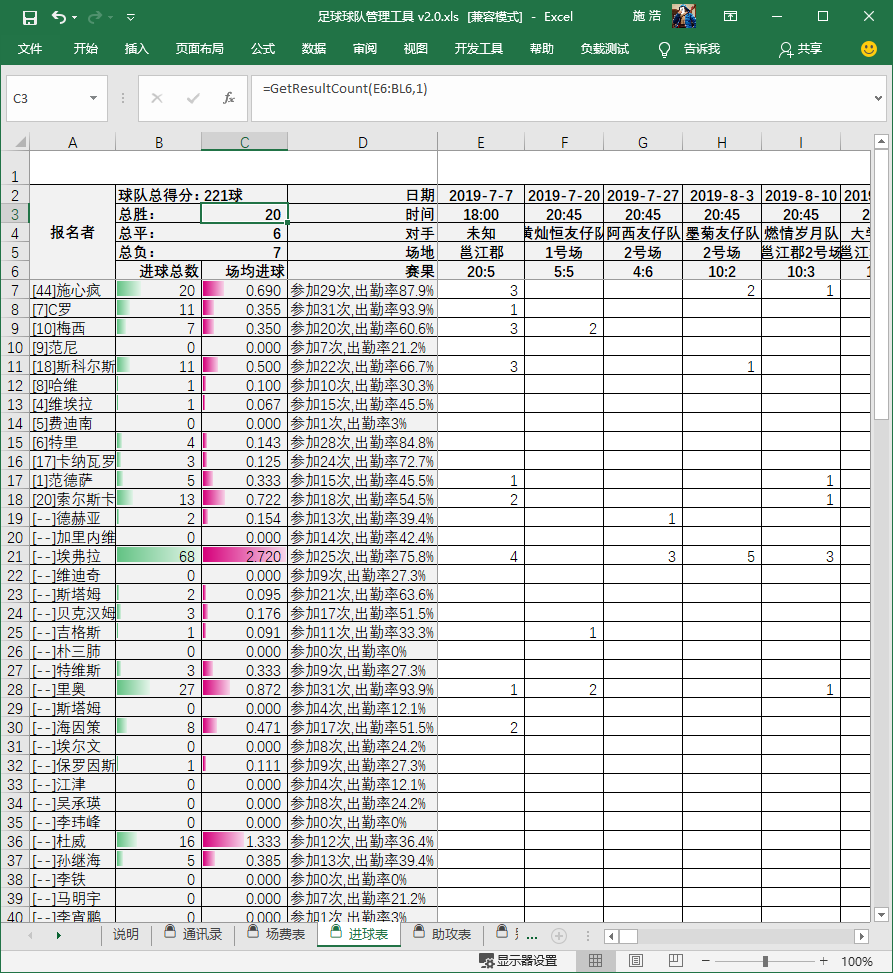 足球球队管理工具 v2.0.xls [兼容模式] - Excel 施 浩
文件 开始 插入 页面布局 公式 数据 审阅 视图 开发工具 帮助 负载测试 告诉我 共享
C3 fx =GetResultCount(E6:BL6,1)
A B C D E F G H I
1
2 球队总得分: 221球 日期 2019-7-7 2019-7-20 2019-7-27 2019-8-3 2019-8-10 2019
3 总胜: 20 时间 18:00 20:45 20:45 20:45 20:45 2
4 报名者 总平: 6 对手 未知 黄灿恒友仔队 阿西友仔队 墨菊友仔队 燃情岁月队 大学
5 总负: 7 场地 邕江郡 1号场 2号场 2号场 邕江郡2号场 邕江
6 进球总数 场均进球 赛果 20:5 5:5 4:6 10:2 10:3 1
7 [44]施心疯 20 0.690 参加29次,出勤率87.9% 3 2 1
8 [7]C罗 11 0.355 参加31次,出勤率93.9% 1
9 [10]梅西 7 0.350 参加20次,出勤率60.6% 3 2
10 [9]范尼 0 0.000 参加7次,出勤率21.2%
11 [18]斯科尔斯 11 0.500 参加22次,出勤率66.7% 3 1
12 [8]哈维 1 0.100 参加10次,出勤率30.3%
13 [4]维埃拉 1 0.067 参加15次,出勤率45.5%
14 [5]费迪南 0 0.000 参加1次,出勤率3%
15 [6]特里 4 0.143 参加28次,出勤率84.8%
16 [17]卡纳瓦罗 3 0.125 参加24次,出勤率72.7%
17 [1]范德萨 5 0.333 参加15次,出勤率45.5% 1 1
18 [20]索尔斯卡 13 0.722 参加18次,出勤率54.5% 2 1
19 [--]德赫亚 2 0.154 参加13次,出勤率39.4% 1
20 [--]加里内维 0 0.000 参加14次,出勤率42.4%
21 [--]埃弗拉 68 2.720 参加25次,出勤率75.8% 4 3 5 3
22 [--]维迪奇 0 0.000 参加9次,出勤率27.3%
23 [--]斯塔姆 2 0.095 参加21次,出勤率63.6%
24 [--]贝克汉姆 3 0.176 参加17次,出勤率51.5%
25 [--]吉格斯 1 0.091 参加11次,出勤率33.3% 1
26 [--]朴三肺 0 0.000 参加0次,出勤率0%
27 [--]特维斯 3 0.333 参加9次,出勤率27.3%
28 [--]里奥 27 0.872 参加31次,出勤率93.9% 1 2 1
29 [--]斯塔姆 0 0.000 参加4次,出勤率12.1%
30 [--]海因策 8 0.471 参加17次,出勤率51.5% 2
31 [--]埃尔文 0 0.000 参加8次,出勤率24.2%
32 [--]保罗因斯 1 0.111 参加9次,出勤率27.3%
33 [--]江津 0 0.000 参加4次,出勤率12.1%
34 [--]吴承瑛 0 0.000 参加8次,出勤率24.2%
35 [--]李玮峰 0 0.000 参加0次,出勤率0%
36 [--]杜威 16 1.333 参加12次,出勤率36.4%
37 [--]孙继海 5 0.385 参加13次,出勤率39.4%
38 [--]李铁 0 0.000 参加0次,出勤率0%
39 [--]马明宇 0 0.000 参加7次,出勤率21.2%
40 [--]李宵鹏 0 0.000 参加1次,出勤率3%
说明 通讯录 场费表 进球表 助攻表 ...
显示器设置 100%